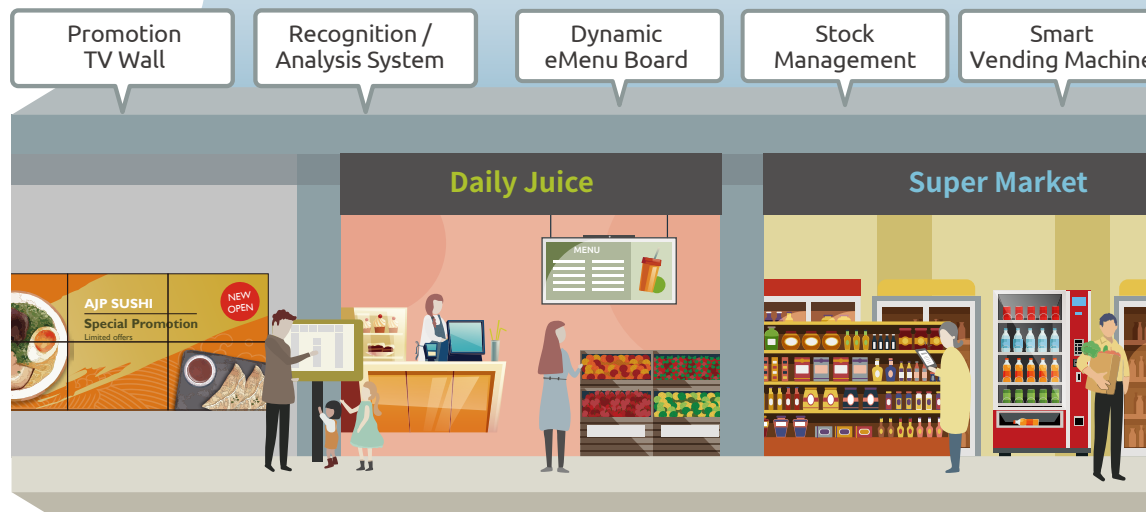 Promotion
TV Wall
Recognition /
Analysis System
Dynamic
eMenu Board
Stock
Management
Smart
Vending Machine
Daily Juice
Super Market
MENU
AJP SUSHI
Special Promotion
Limited offers
NEW
OPEN